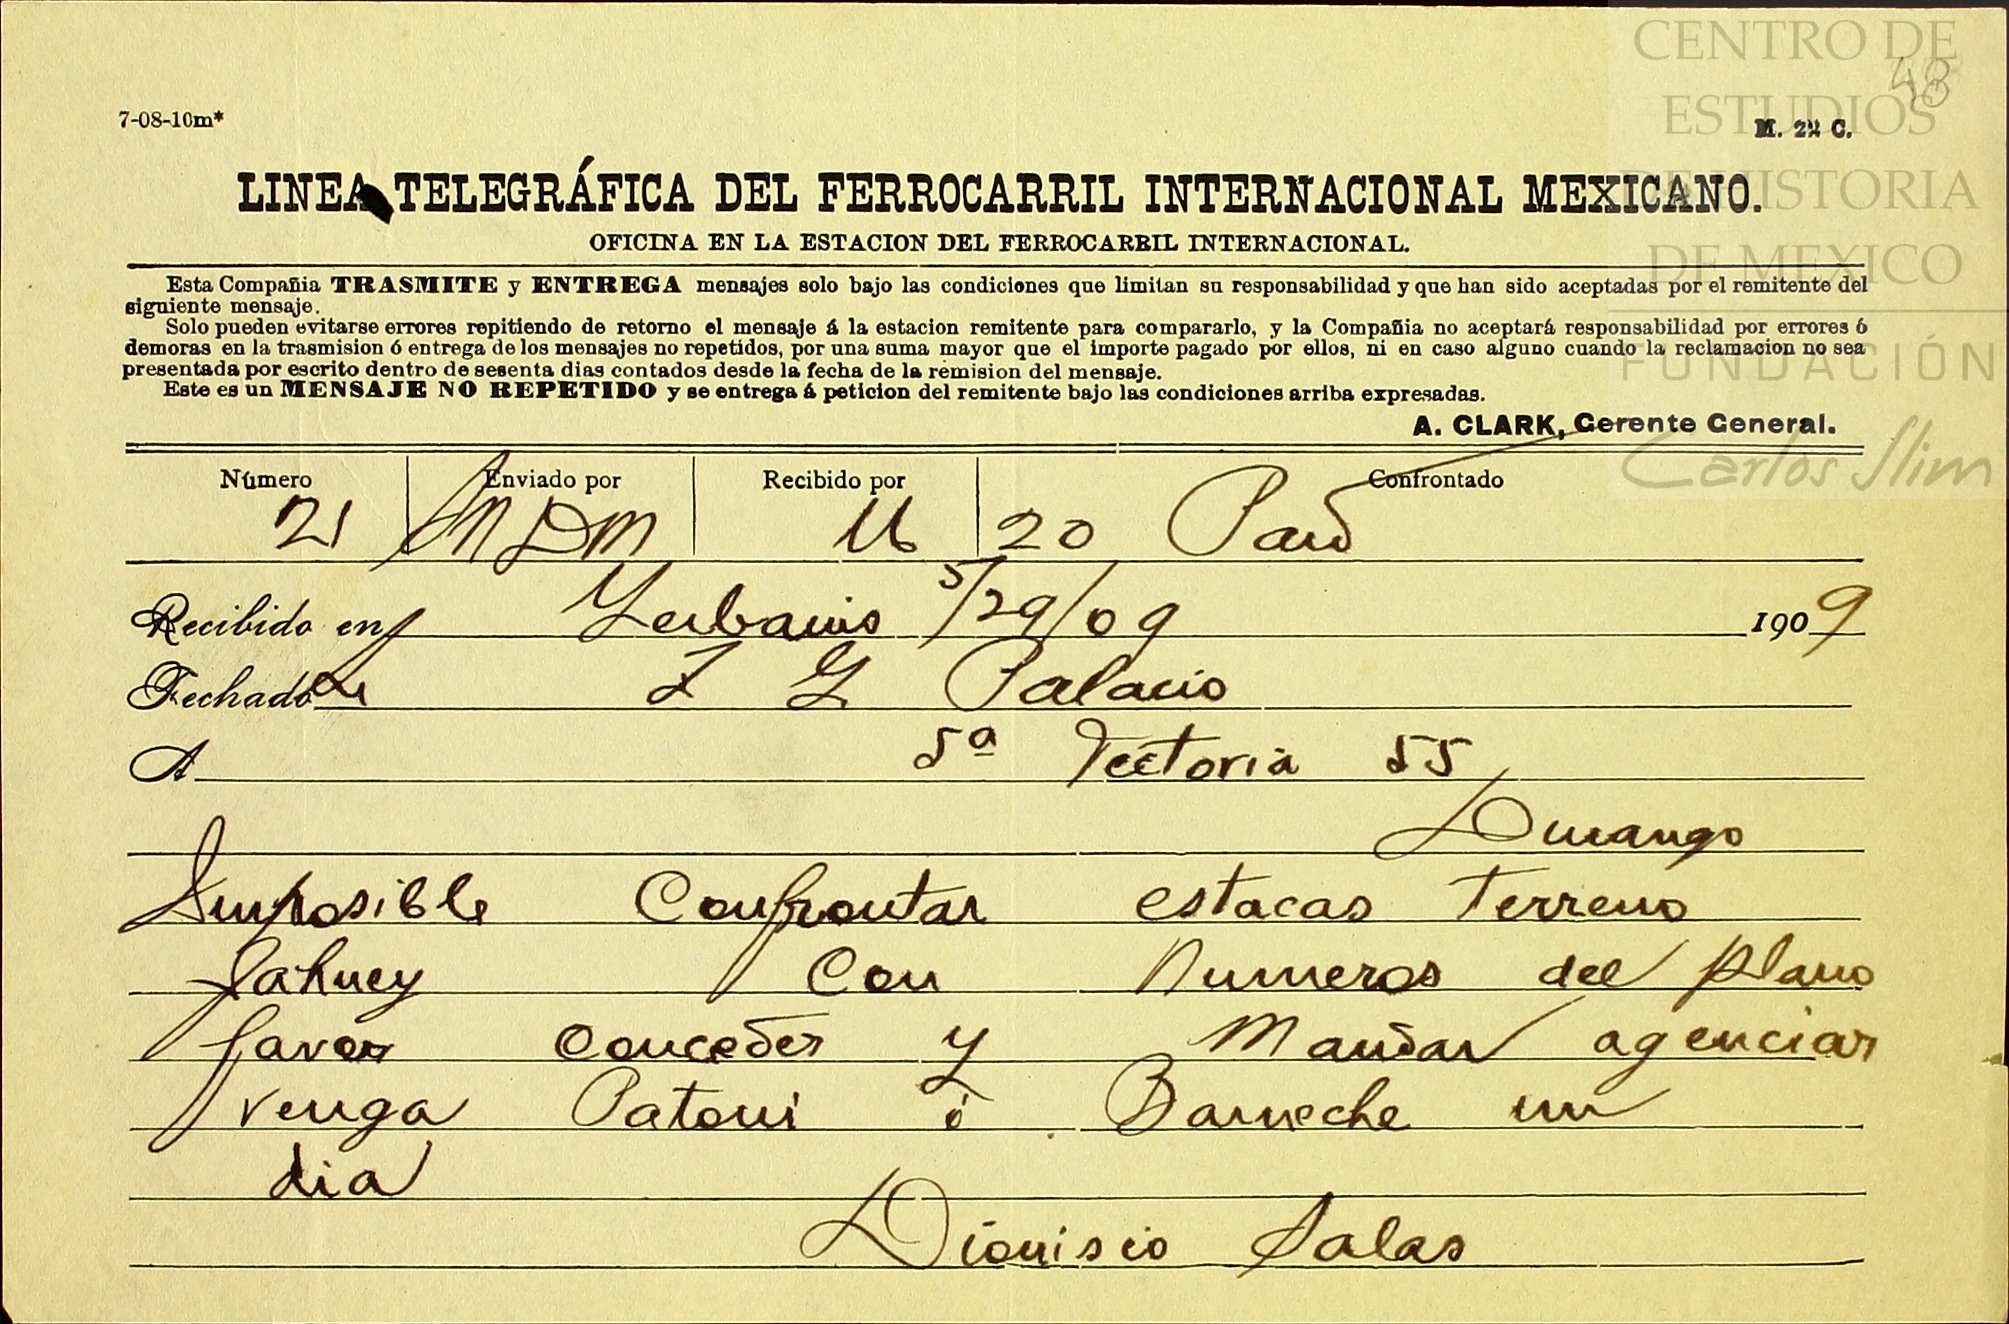 CENTRO DE
ESTUDIOS
DE HISTORIA
DE MEXICO
FUNDACIÓN
Carlos Slim
48
7-08-10m*
M. 22 C.
LINEA TELEGRÁFICA DEL FERROCARRIL INTERNACIONAL MEXICANO.
OFICINA EN LA ESTACION DEL FERROCARRIL INTERNACIONAL.
Esta Compañia TRASMITE y ENTREGA mensajes solo bajo las condiciones que limitan su responsabilidad y que han sido aceptadas por el remitente del
siguiente mensaje.
Solo pueden evitarse errores repitiendo de retorno el mensaje á la estacion remitente para compararlo, y la Compañia no aceptará responsabilidad por errores ó
demoras en la trasmision ó entrega de los mensajes no repetidos, por una suma mayor que el importe pagado por ellos, ni en caso alguno cuando la reclamacion no sea
presentada por escrito dentro de sesenta dias contados desde la fecha de la remision del mensaje.
Este es un MENSAJE NO REPETIDO y se entrega á peticion del remitente bajo las condiciones arriba expresadas.
A. CLARK, Gerente General.
Número Enviado por Recibido por Confrontado
21 20 Paid
Recibido en Yerbanis 5/29/09 1909
Fechado Palacio
A 5ª 55
Durango
Imposible Confrontar estacas Terreno
Jahuey Con Numeros del plano
favor conceder y Mandar agenciar
venga Patoni ó Barneche un
dia
Dionisio Salas